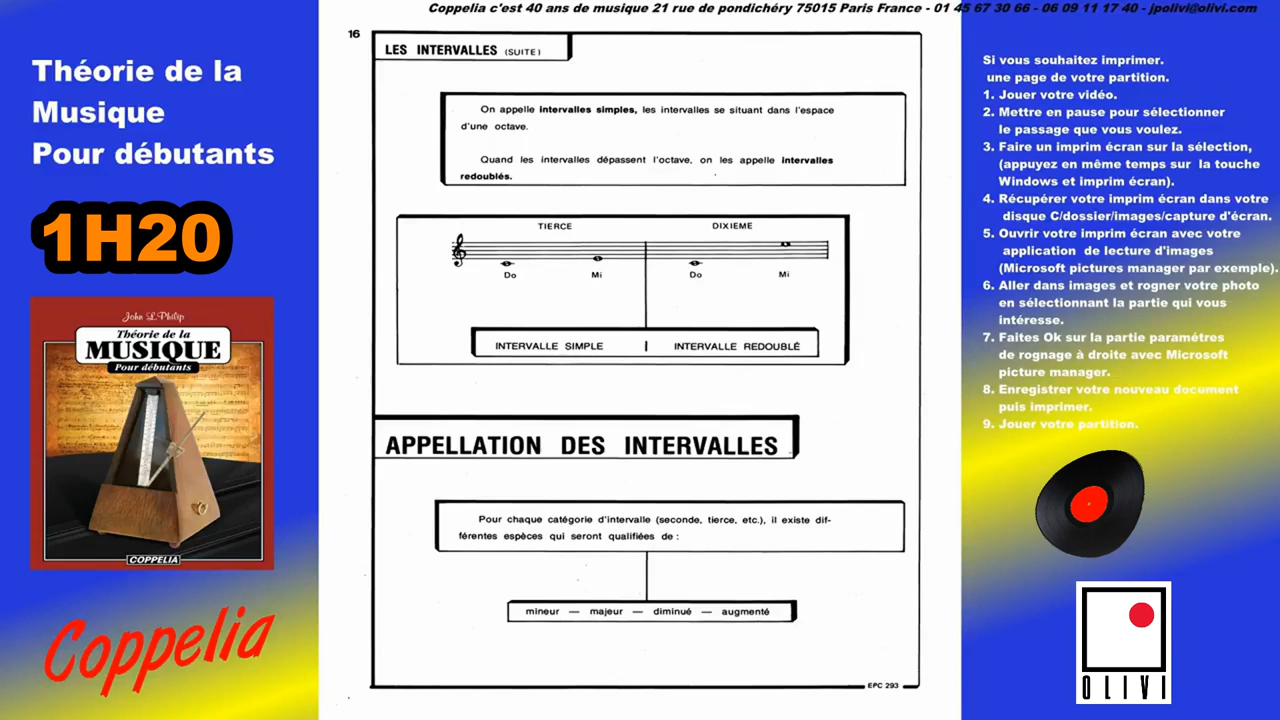 Coppelia c'est 40 ans de musique 21 rue de pondichéry 75015 Paris France - 01 45 67 30 66 - 06 09 11 17 40 - jpolivi@olivi.com
Théorie de la
Musique
Pour débutants
1H20
John L.Philip
Théorie de la
MUSIQUE
Pour débutants
COPPELIA
Coppelia
16
LES INTERVALLES (SUITE)
On appelle intervalles simples, les intervalles se situant dans l'espace
d'une octave.
Quand les intervalles dépassent l'octave, on les appelle intervalles
redoublés.
TIERCE DIXIEME
Do Mi Do Mi
INTERVALLE SIMPLE | INTERVALLE REDOUBLÉ
APPELLATION DES INTERVALLES
Pour chaque catégorie d'intervalle (seconde, tierce, etc.), il existe dif-
férentes espèces qui seront qualifiées de :
mineur — majeur — diminué — augmenté
EPC 293
Si vous souhaitez imprimer.
une page de votre partition.
1. Jouer votre vidéo.
2. Mettre en pause pour sélectionner
le passage que vous voulez.
3. Faire un imprim écran sur la sélection,
(appuyez en même temps sur la touche
Windows et imprim écran).
4. Récupérer votre imprim écran dans votre
disque C/dossier/images/capture d'écran.
5. Ouvrir votre imprim écran avec votre
application de lecture d'images
(Microsoft pictures manager par exemple).
6. Aller dans images et rogner votre photo
en sélectionnant la partie qui vous
intéresse.
7. Faites Ok sur la partie paramétres
de rognage à droite avec Microsoft
picture manager.
8. Enregistrer votre nouveau document
puis imprimer.
9. Jouer votre partition.
OLIVI